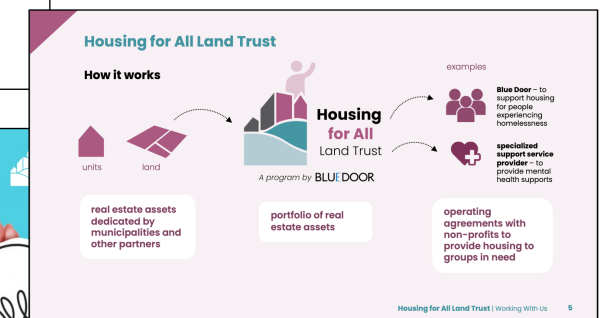 Housing for All Land Trust
How it works
units
land
Housing
for All
Land Trust
A program by BLUE DOOR
examples
Blue Door – to
support housing
for people
experiencing
homelessness
specialized
support service
provider – to
provide mental
health supports
real estate assets
dedicated by
municipalities and
other partners
portfolio of real
estate assets
operating
agreements with
non-profits to
provide housing to
groups in need
Housing for All Land Trust | Working With Us 5